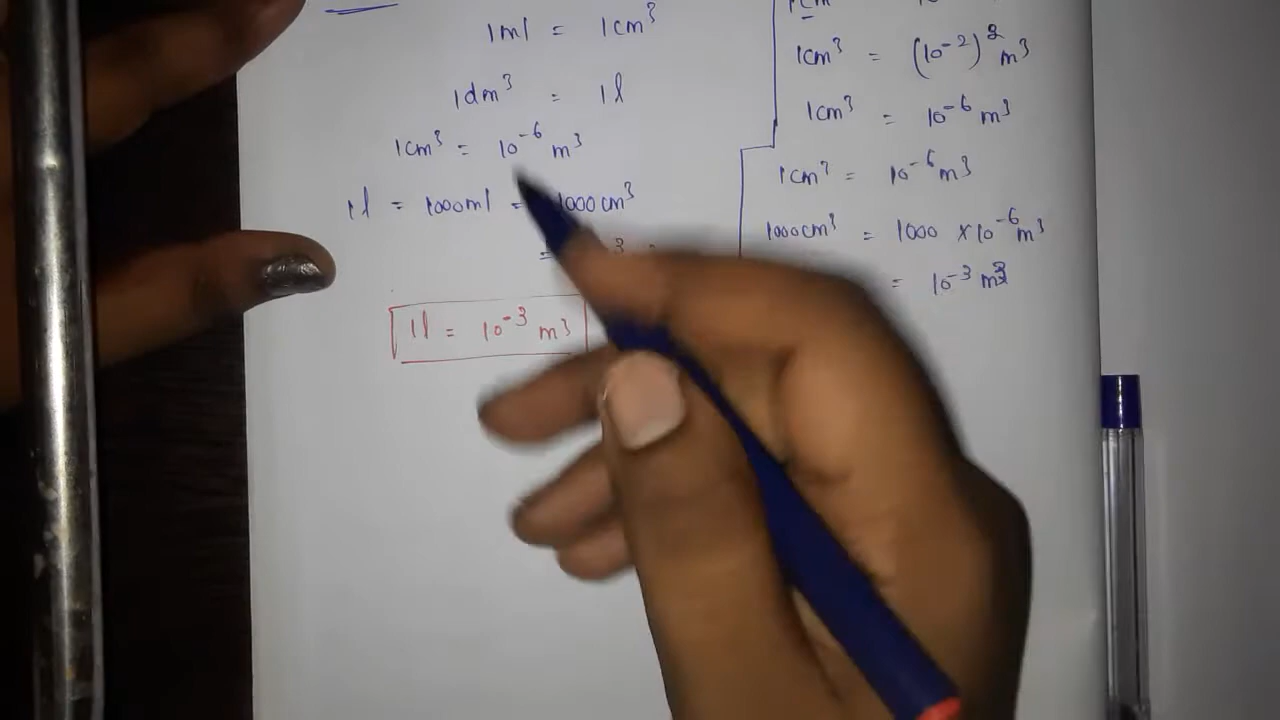 1ml = 1cm³
1dm³ = 1l
1cm³ = 10⁻⁶ m³
1l = 1000ml = 1000cm³
=
1l = 10⁻³ m³
1cm
1cm³ = (10⁻²)³ m³
1cm³ = 10⁻⁶ m³
1cm³ = 10⁻⁶ m³
1000cm³ = 1000 × 10⁻⁶ m³
= 10⁻³ m³